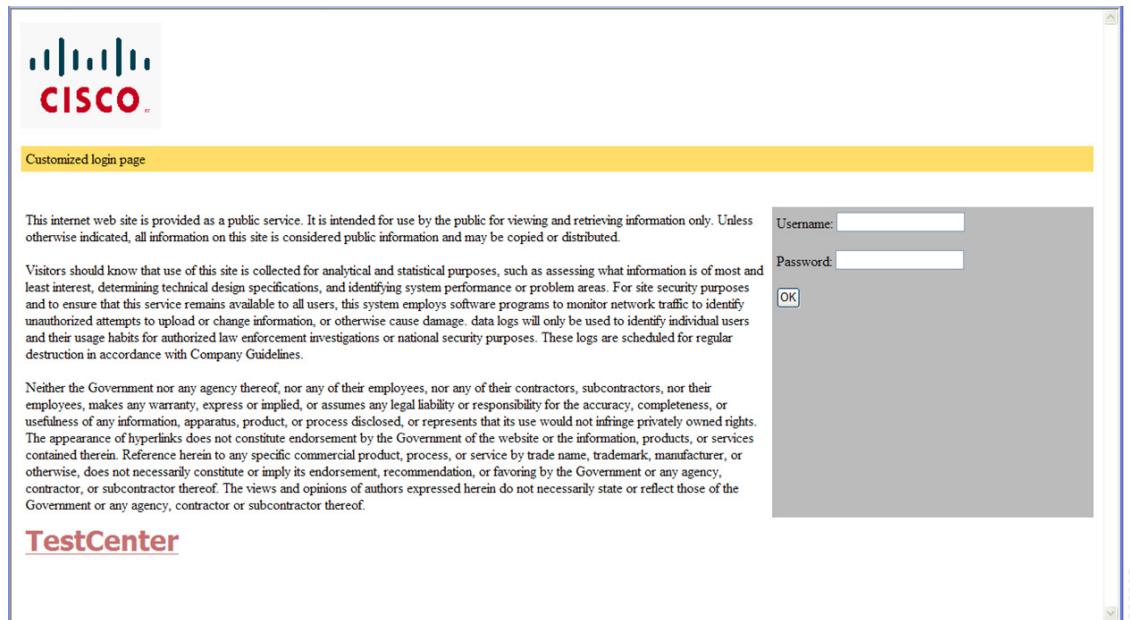 CISCO
Customized login page
This internet web site is provided as a public service. It is intended for use by the public for viewing and retrieving information only. Unless
otherwise indicated, all information on this site is considered public information and may be copied or distributed.
Username:
Visitors should know that use of this site is collected for analytical and statistical purposes, such as assessing what information is of most and
least interest, determining technical design specifications, and identifying system performance or problem areas. For site security purposes
and to ensure that this service remains available to all users, this system employs software programs to monitor network traffic to identify
unauthorized attempts to upload or change information, or otherwise cause damage. data logs will only be used to identify individual users
and their usage habits for authorized law enforcement investigations or national security purposes. These logs are scheduled for regular
destruction in accordance with Company Guidelines.
Password:
OK
Neither the Government nor any agency thereof, nor any of their employees, nor any of their contractors, subcontractors, nor their
employees, makes any warranty, express or implied, or assumes any legal liability or responsibility for the accuracy, completeness, or
usefulness of any information, apparatus, product, or process disclosed, or represents that its use would not infringe privately owned rights.
The appearance of hyperlinks does not constitute endorsement by the Government of the website or the information, products, or services
contained therein. Reference herein to any specific commercial product, process, or service by trade name, trademark, manufacturer, or
otherwise, does not necessarily constitute or imply its endorsement, recommendation, or favoring by the Government or any agency,
contractor, or subcontractor thereof. The views and opinions of authors expressed herein do not necessarily state or reflect those of the
Government or any agency, contractor or subcontractor thereof.
TestCenter